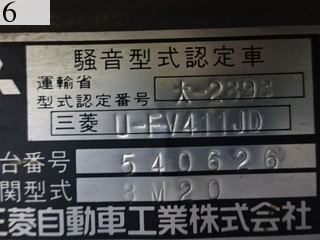 6
騒音型式認定車
運輸省
型式認定番号 大-2898
三菱 U-FV411JD
台番号 540626
関型式 8M20
三菱自動車工業株式会社